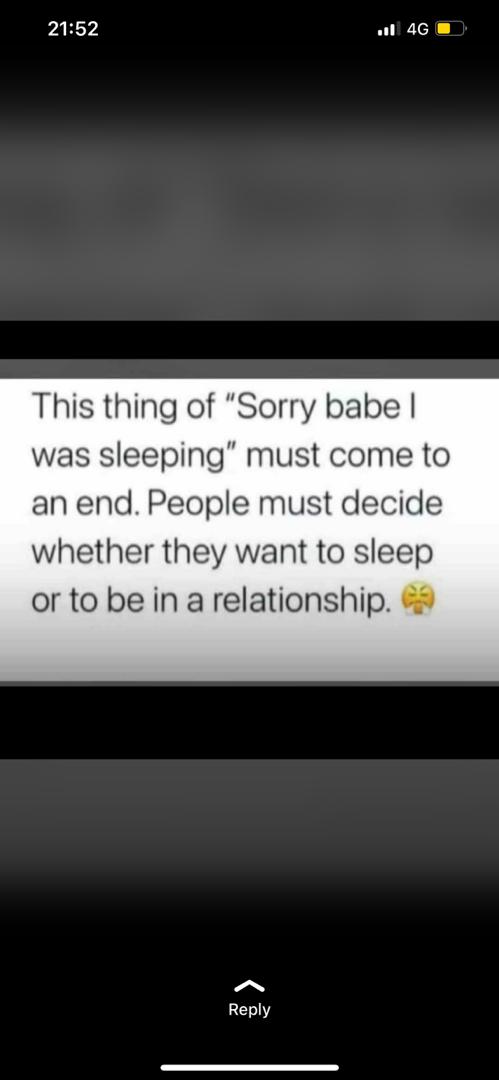 21:52
4G
This thing of “Sorry babe I
was sleeping” must come to
an end. People must decide
whether they want to sleep
or to be in a relationship. 😤
Reply